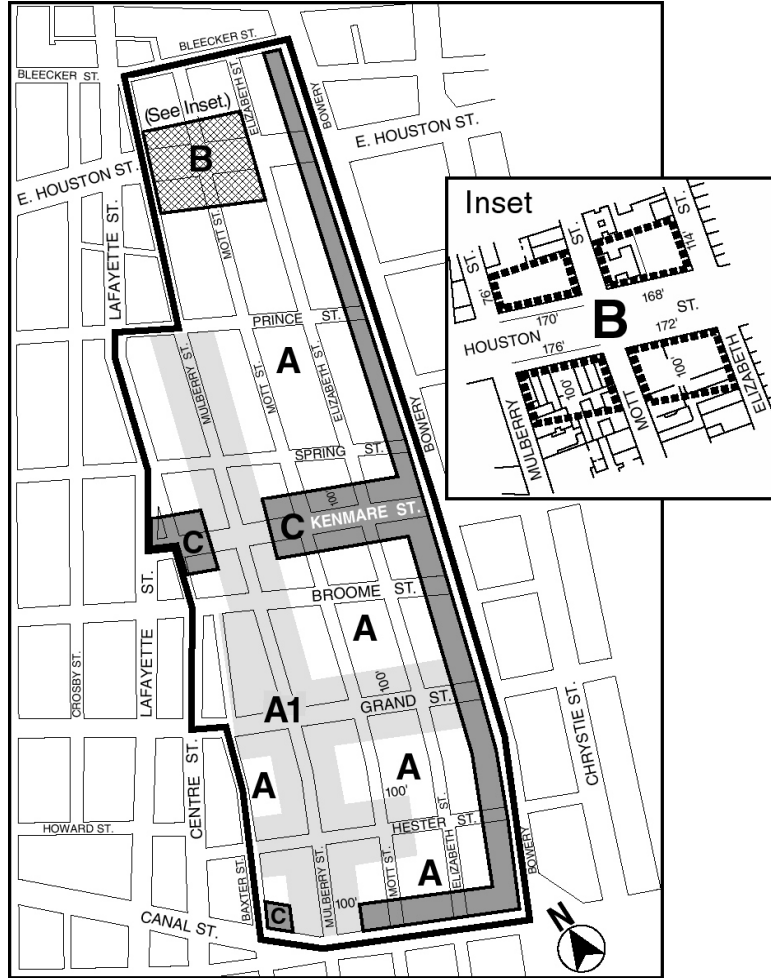 BLEECKER ST.
BLEECKER ST.
(See Inset.)
ELIZABETH ST.
BOWERY
E. HOUSTON ST.
E. HOUSTON ST.
B
LAFAYETTE ST.
MOTT ST.
PRINCE ST.
MULBERRY ST.
MOTT ST.
A
ELIZABETH ST.
BOWERY
SPRING ST.
100'
C
C
KENMARE ST.
BROOME ST.
A
CROSBY ST.
LAFAYETTE ST.
100'
GRAND ST.
A1
CENTRE ST.
A
A
100'
CHRYSTIE ST.
HOWARD ST.
HESTER ST.
BAXTER ST.
MULBERRY ST.
MOTT ST.
A
ELIZABETH ST.
BOWERY
C
100'
CANAL ST.
N
Inset
ST.
ST.
ST.
76'
114'
170'
168'
HOUSTON
B
ST.
176'
172'
100'
100'
MULBERRY
MOTT
ELIZABETH